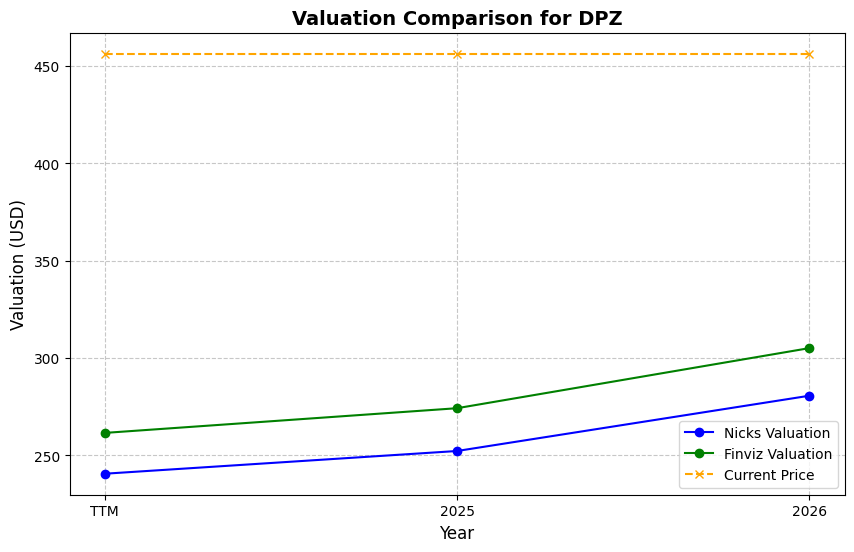 Valuation Comparison for DPZ
Valuation (USD)
450
400
350
300
250
TTM
2025
2026
Year
Nicks Valuation
Finviz Valuation
Current Price